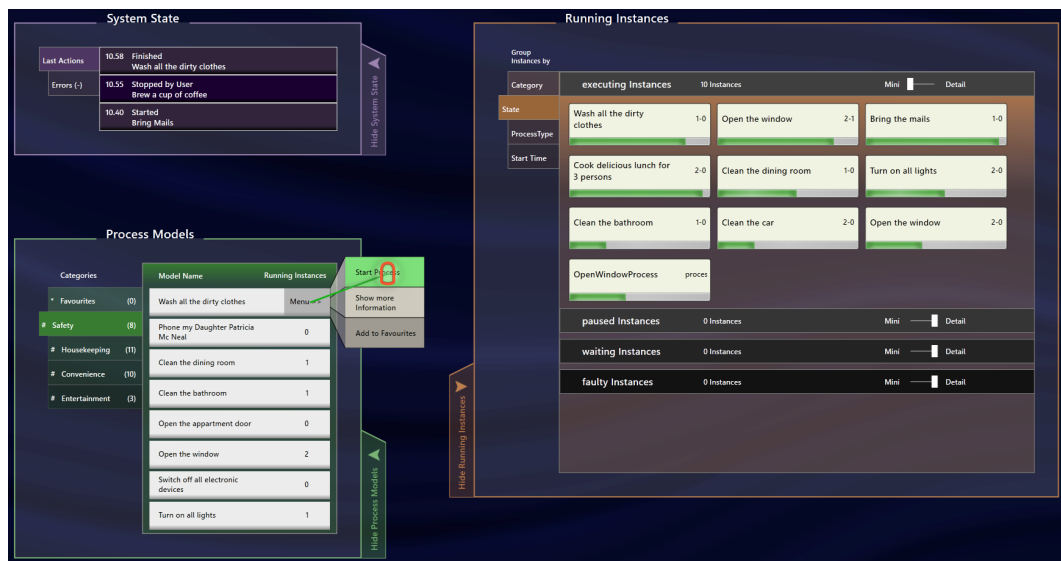 System State
Last Actions
Errors (-)
10.58 Finished
Wash all the dirty clothes
10.55 Stopped by User
Brew a cup of coffee
10.40 Started
Bring Mails
Hide System State
Process Models
Categories
* Favourites (0)
# Safety (8)
# Housekeeping (11)
# Convenience (10)
# Entertainment (3)
Model Name Running Instances
Wash all the dirty clothes Menu >>
Phone my Daughter Patricia
Mc Neal 0
Clean the dining room 1
Clean the bathroom 1
Open the appartment door 0
Open the window 2
Switch off all electronic
devices 0
Turn on all lights 1
Start Process
Show more
Information
Add to Favourites
Hide Process Models
Running Instances
Group
Instances by
Category
State
ProcessType
Start Time
executing Instances 10 Instances Mini Detail
Wash all the dirty
clothes 1-0
Open the window 2-1
Bring the mails 1-0
Cook delicious lunch for
3 persons 2-0
Clean the dining room 1-0
Turn on all lights 2-0
Clean the bathroom 1-0
Clean the car 2-0
Open the window 2-0
OpenWindowProcess proces
paused Instances 0 Instances Mini Detail
waiting Instances 0 Instances Mini Detail
faulty Instances 0 Instances Mini Detail
Hide Running Instances